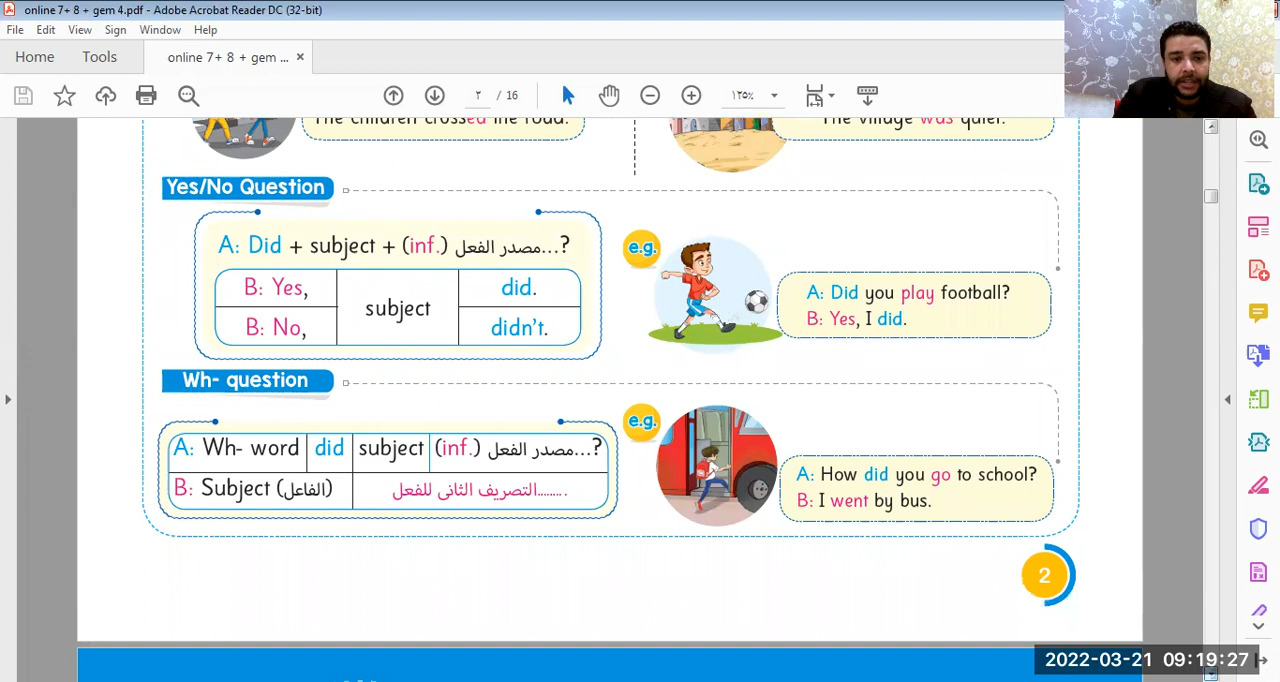 online 7+ 8 + gem 4.pdf - Adobe Acrobat Reader DC (32-bit)
File Edit View Sign Window Help
Home Tools online 7+ 8 + gem ... ×
٢ / 16 ١٢٥%
The children crossed the road.
The village was quiet.
Yes/No Question
A: Did + subject + (inf.) مصدر الفعل...?
B: Yes, subject did.
B: No, didn't.
e.g.
A: Did you play football?
B: Yes, I did.
Wh- question
A: Wh- word did subject (inf.) مصدر الفعل...?
B: Subject (الفاعل) التصريف الثانى للفعل.........
e.g.
A: How did you go to school?
B: I went by bus.
2
2022-03-21 09:19:27